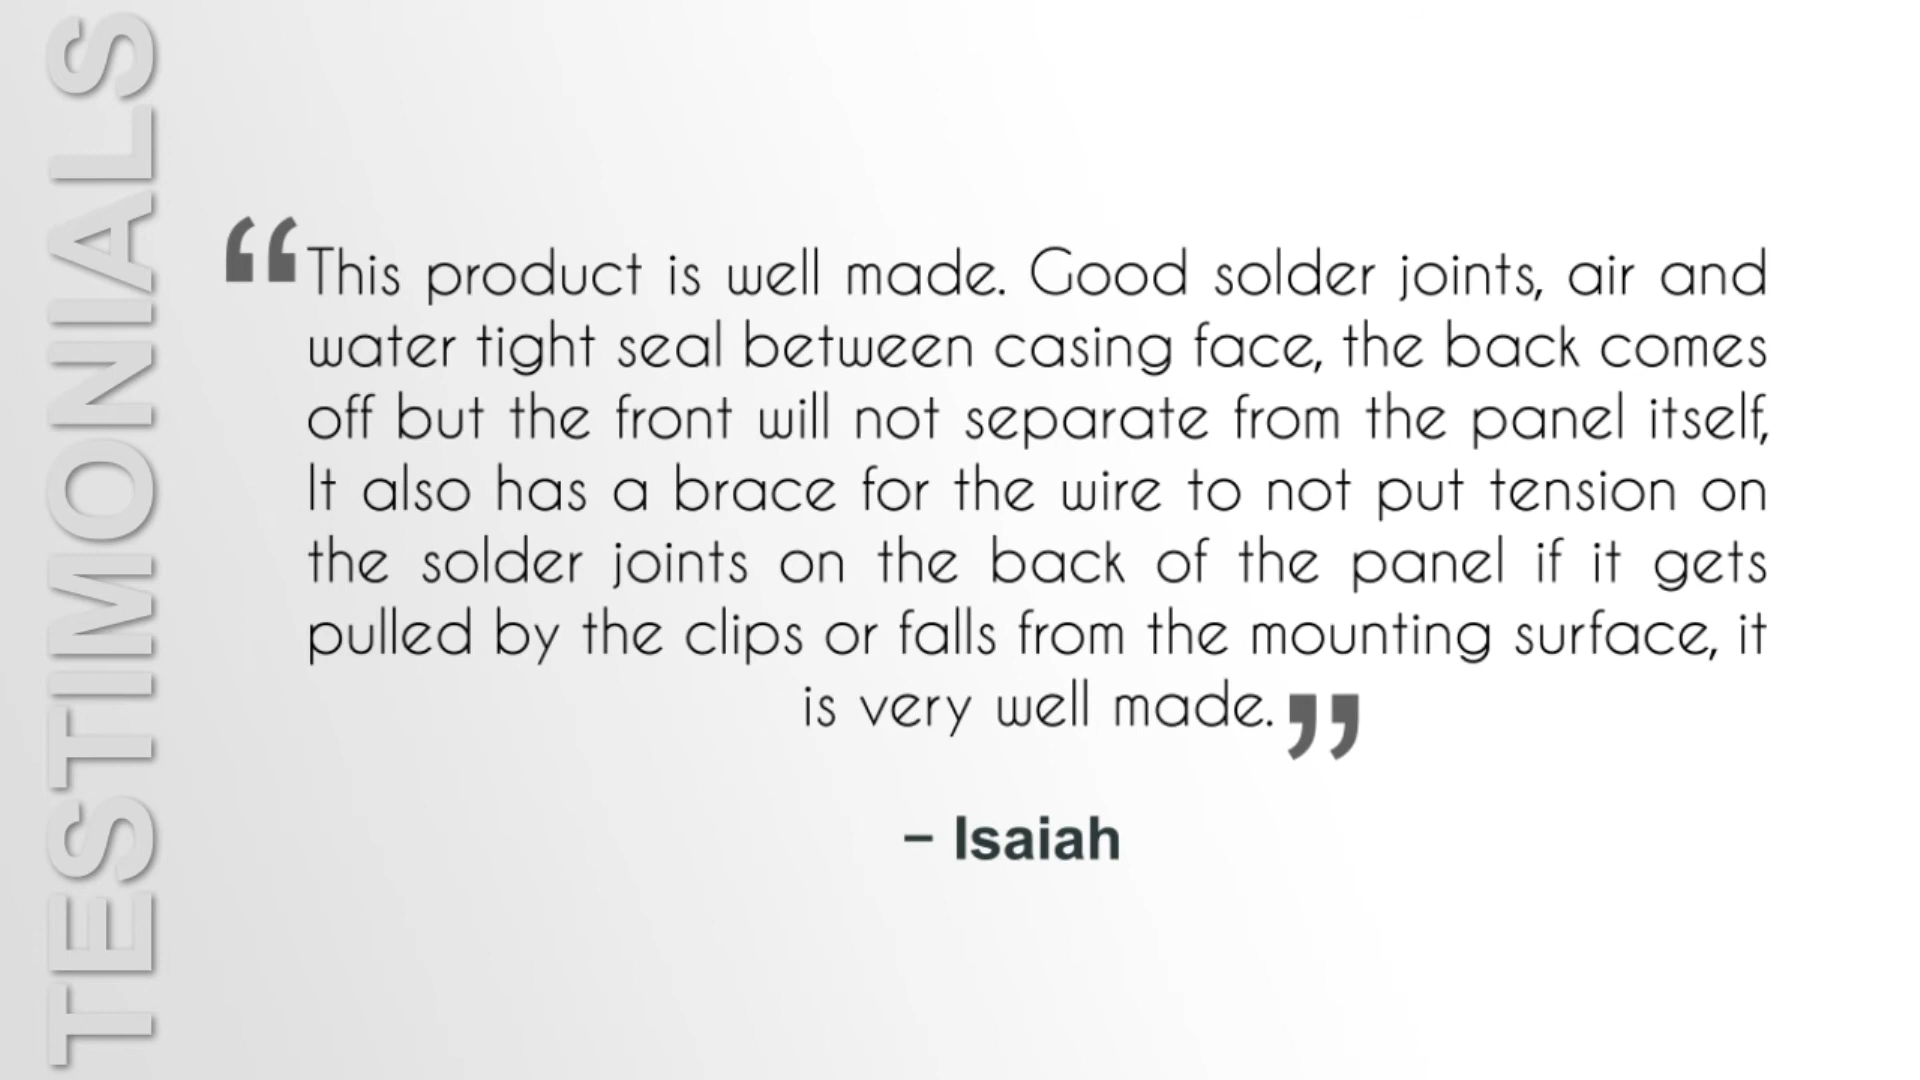 TESTIMONIALS
“This product is well made. Good solder joints, air and
water tight seal between casing face, the back comes
off but the front will not separate from the panel itself,
It also has a brace for the wire to not put tension on
the solder joints on the back of the panel if it gets
pulled by the clips or falls from the mounting surface, it
is very well made.”
– Isaiah